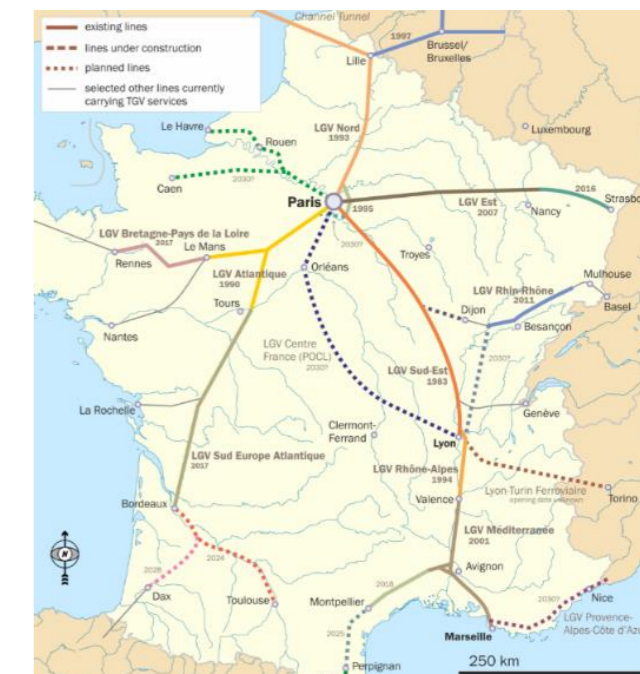 existing lines
lines under construction
planned lines
selected other lines currently
carrying TGV services
Channel Tunnel
1997
Lille
Brussel/
Bruxelles
Le Havre
Rouen
LGV Nord
1993
Luxembourg
Caen
2030?
Paris
1995
LGV Est
2007
2016
Nancy
Strasbo
LGV Bretagne-Pays de la Loire
2017
Rennes
Le Mans
2030?
Troyes
LGV Atlantique
1990
Orléans
LGV Rhin-Rhône
2011
Mulhouse
Basel
Tours
Dijon
Besançon
Nantes
LGV Centre
France (POCL)
2030?
2030?
LGV Sud-Est
1983
La Rochelle
Genève
Clermont-
Ferrand
Lyon
LGV Sud Europe Atlantique
2017
LGV Rhône-Alpes
1994
Lyon-Turin Ferroviaire
opening date unknown
Torino
Valence
Bordeaux
LGV Méditerranée
2001
N
2028
2024
Avignon
Dax
Toulouse
Montpellier
2018
2030?
Nice
LGV Provence-
Alpes-Côte d'Azu
Marseille
2025
Perpignan
250 km